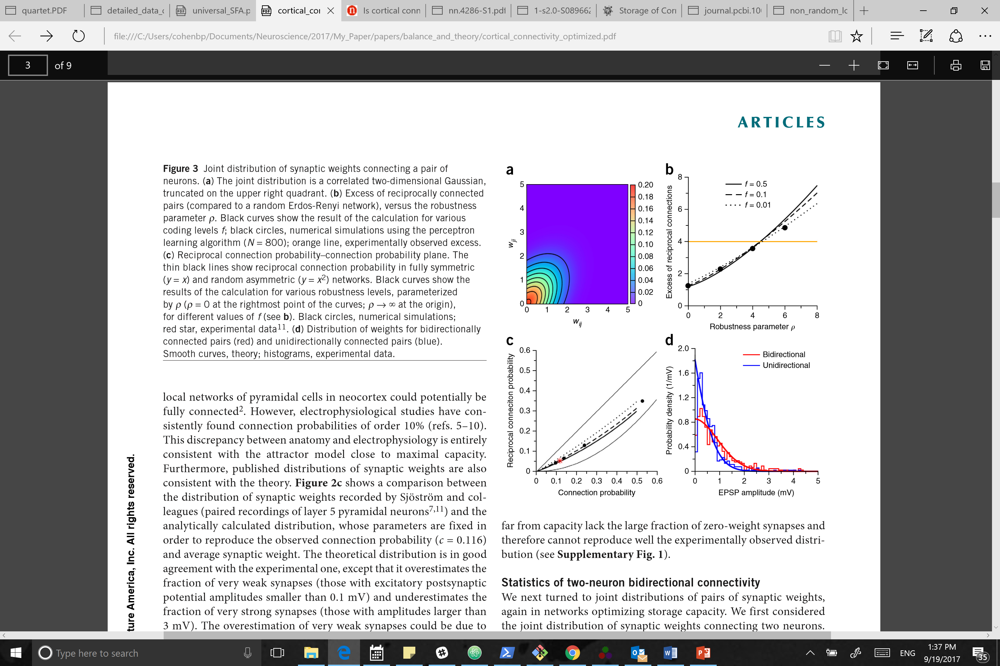 quartet.PDF
detailed_data_c
universal_SFA.p
cortical_cor
Is cortical conn
nn.4286-S1.pdf
1-s2.0-S089662
Storage of Corr
journal.pcbi.10
non_random_lc
file:///C:/Users/cohenbp/Documents/Neuroscience/2017/My_Paper/papers/balance_and_theory/cortical_connectivity_optimized.pdf
3 of 9
ARTICLES
Figure 3 Joint distribution of synaptic weights connecting a pair of
neurons. (a) The joint distribution is a correlated two-dimensional Gaussian,
truncated on the upper right quadrant. (b) Excess of reciprocally connected
pairs (compared to a random Erdos-Renyi network), versus the robustness
parameter ρ. Black curves show the result of the calculation for various
coding levels f; black circles, numerical simulations using the perceptron
learning algorithm (N = 800); orange line, experimentally observed excess.
(c) Reciprocal connection probability–connection probability plane. The
thin black lines show reciprocal connection probability in fully symmetric
(y = x) and random asymmetric (y = x²) networks. Black curves show the
results of the calculation for various robustness levels, parameterized
by ρ (ρ = 0 at the rightmost point of the curves; ρ → ∞ at the origin),
for different values of f (see b). Black circles, numerical simulations;
red star, experimental data¹¹. (d) Distribution of weights for bidirectionally
connected pairs (red) and unidirectionally connected pairs (blue).
Smooth curves, theory; histograms, experimental data.
a
5
4
3
2
1
0
w_ji
0 1 2 3 4 5
w_ij
0.20
0.18
0.16
0.14
0.12
0.10
0.08
0.06
0.04
0.02
0
b
8
6
4
2
0
Excess of reciprocal connections
f = 0.5
f = 0.1
f = 0.01
0 2 4 6 8
Robustness parameter ρ
c
0.6
0.5
0.4
0.3
0.2
0.1
0
Reciprocal conneciton probability
0 0.1 0.2 0.3 0.4 0.5 0.6
Connection probability
d
2.0
1.6
1.2
0.8
0.4
0
Probability density (1/mV)
Bidirectional
Unidirectional
0 1 2 3 4 5
EPSP amplitude (mV)
local networks of pyramidal cells in neocortex could potentially be
fully connected². However, electrophysiological studies have con-
sistently found connection probabilities of order 10% (refs. 5–10).
This discrepancy between anatomy and electrophysiology is entirely
consistent with the attractor model close to maximal capacity.
Furthermore, published distributions of synaptic weights are also
consistent with the theory. Figure 2c shows a comparison between
the distribution of synaptic weights recorded by Sjöström and col-
leagues (paired recordings of layer 5 pyramidal neurons⁷,¹¹) and the
analytically calculated distribution, whose parameters are fixed in
order to reproduce the observed connection probability (c = 0.116)
and average synaptic weight. The theoretical distribution is in good
agreement with the experimental one, except that it overestimates the
fraction of very weak synapses (those with excitatory postsynaptic
potential amplitudes smaller than 0.1 mV) and underestimates the
fraction of very strong synapses (those with amplitudes larger than
3 mV). The overestimation of very weak synapses could be due to
far from capacity lack the large fraction of zero-weight synapses and
therefore cannot reproduce well the experimentally observed distri-
bution (see Supplementary Fig. 1).
Statistics of two-neuron bidirectional connectivity
We next turned to joint distributions of pairs of synaptic weights,
again in networks optimizing storage capacity. We first considered
the joint distribution of synaptic weights connecting two neurons.
ture America, Inc. All rights reserved.
Type here to search
ENG
1:37 PM
9/19/2017
35